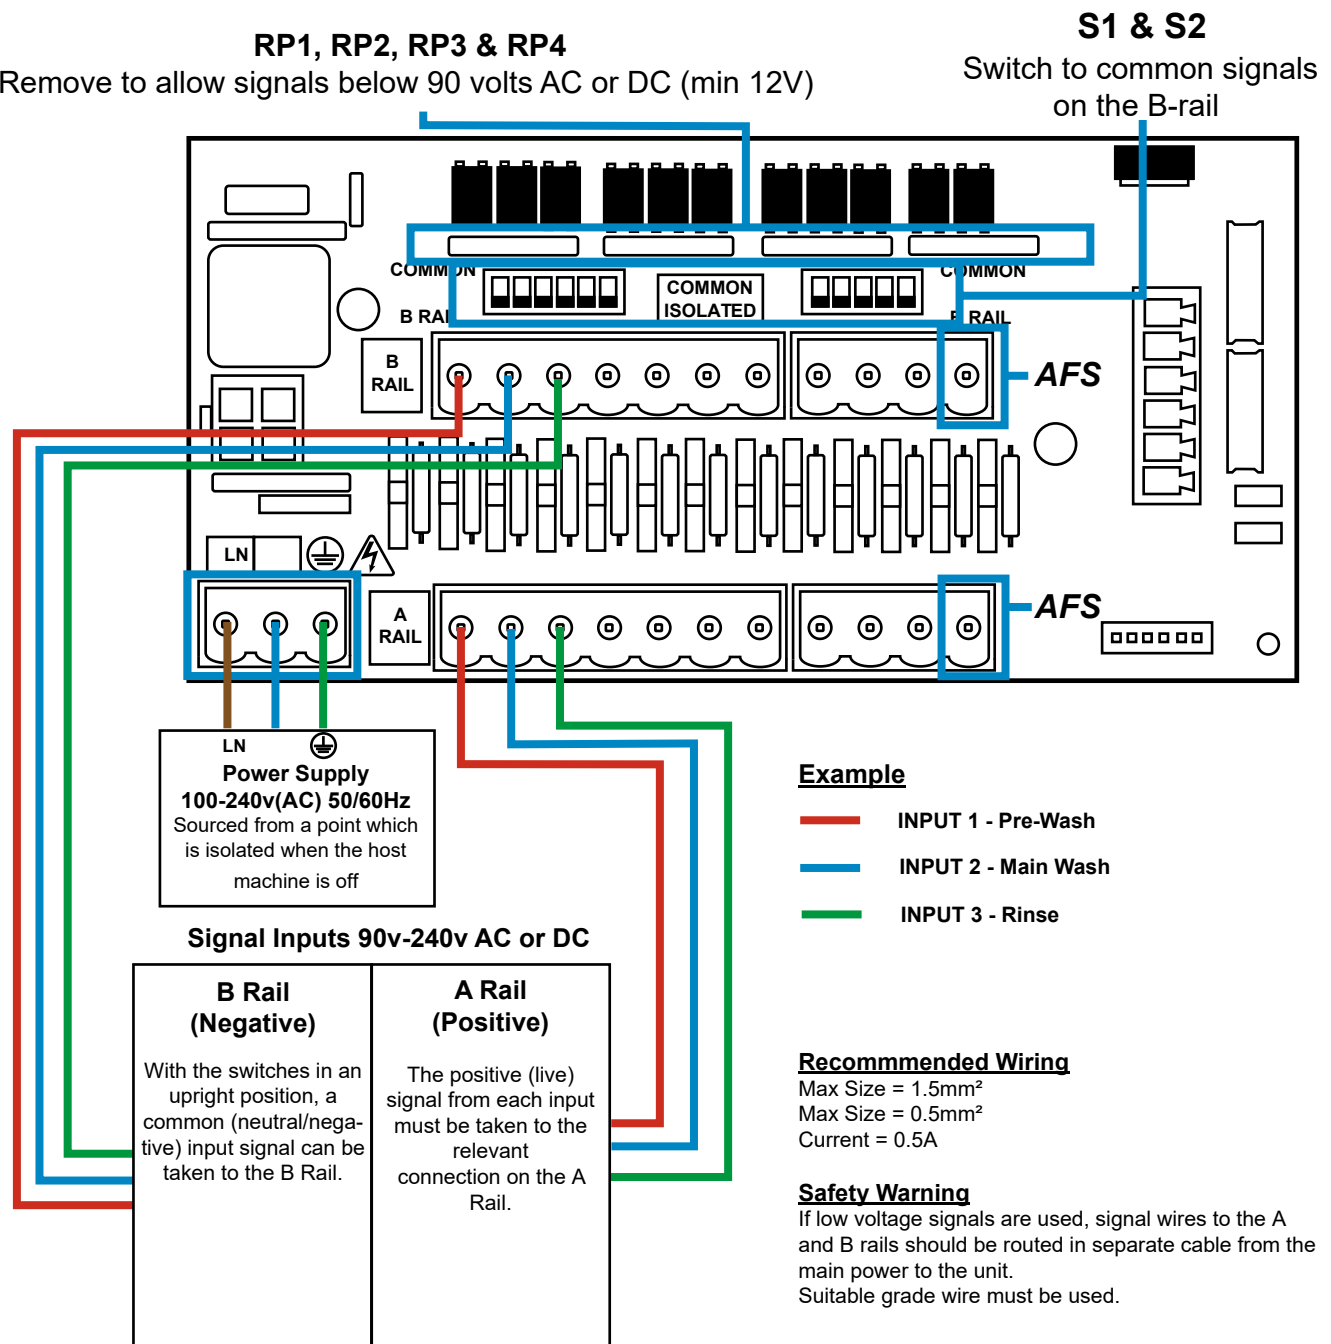 RP1, RP2, RP3 & RP4
Remove to allow signals below 90 volts AC or DC (min 12V)
S1 & S2
Switch to common signals
on the B-rail
COMMON
COMMON
ISOLATED
COMMON
B RAIL
B RAIL
B
RAIL
AFS
LN
A
RAIL
AFS
LN
Power Supply
100-240v(AC) 50/60Hz
Sourced from a point which
is isolated when the host
machine is off
Example
INPUT 1 - Pre-Wash
INPUT 2 - Main Wash
INPUT 3 - Rinse
Signal Inputs 90v-240v AC or DC
B Rail
(Negative)
With the switches in an
upright position, a
common (neutral/nega-
tive) input signal can be
taken to the B Rail.
A Rail
(Positive)
The positive (live)
signal from each input
must be taken to the
relevant
connection on the A
Rail.
Recommmended Wiring
Max Size = 1.5mm²
Max Size = 0.5mm²
Current = 0.5A
Safety Warning
If low voltage signals are used, signal wires to the A
and B rails should be routed in separate cable from the
main power to the unit.
Suitable grade wire must be used.